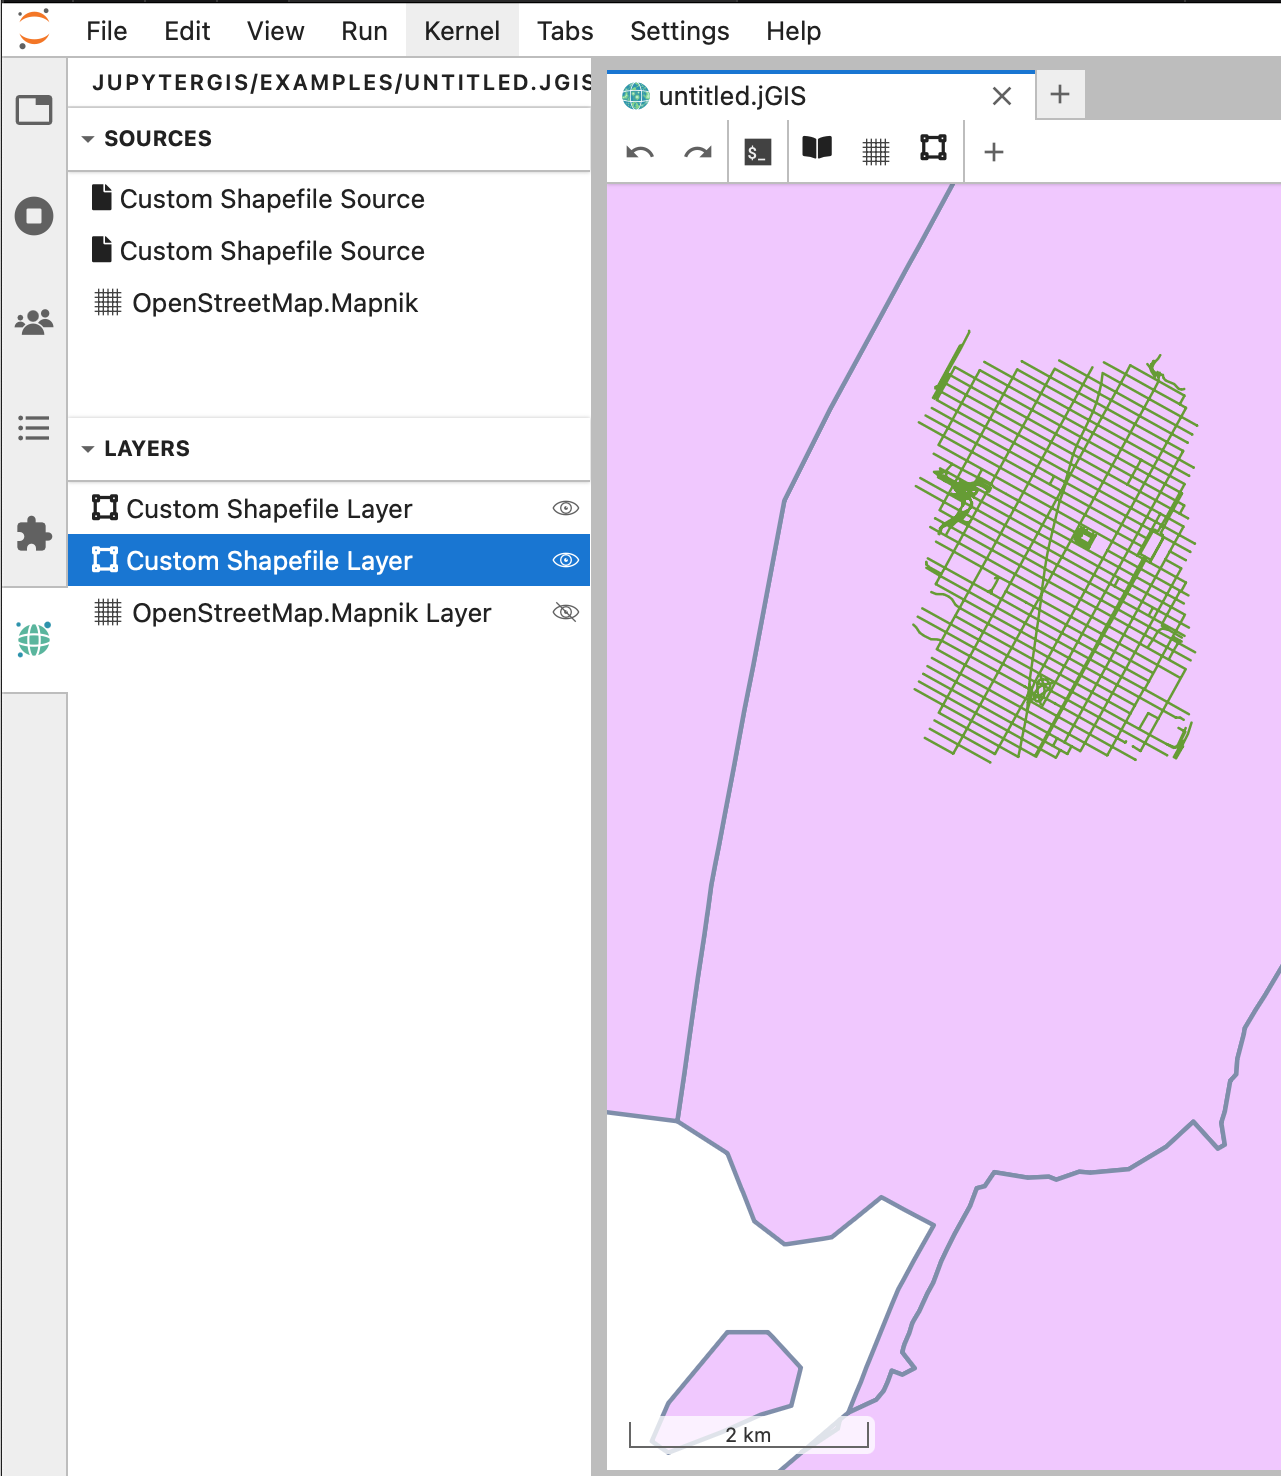 File Edit View Run Kernel Tabs Settings Help
JUPYTERGIS/EXAMPLES/UNTITLED.JGIS
SOURCES
Custom Shapefile Source
Custom Shapefile Source
OpenStreetMap.Mapnik
LAYERS
Custom Shapefile Layer
Custom Shapefile Layer
OpenStreetMap.Mapnik Layer
untitled.jGIS
$_
2 km